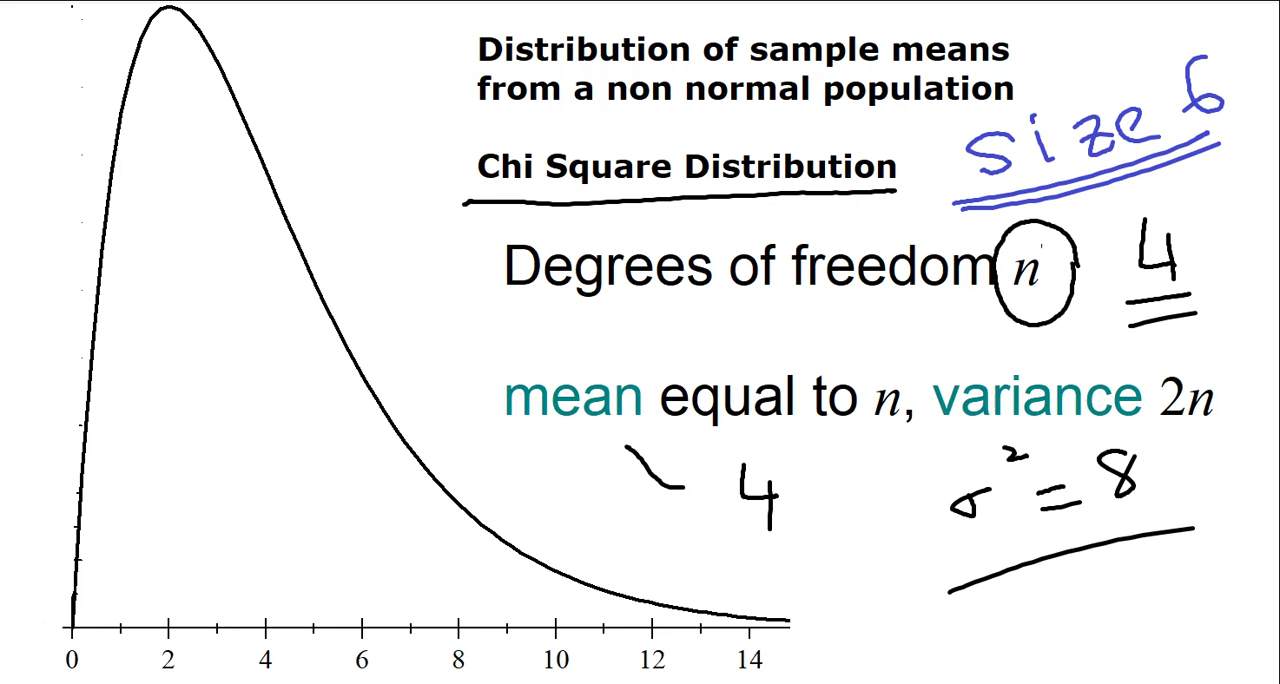 Distribution of sample means
from a non normal population
size 6
Chi Square Distribution
Degrees of freedom n 4
mean equal to n, variance 2n
4 σ² = 8
0 2 4 6 8 10 12 14